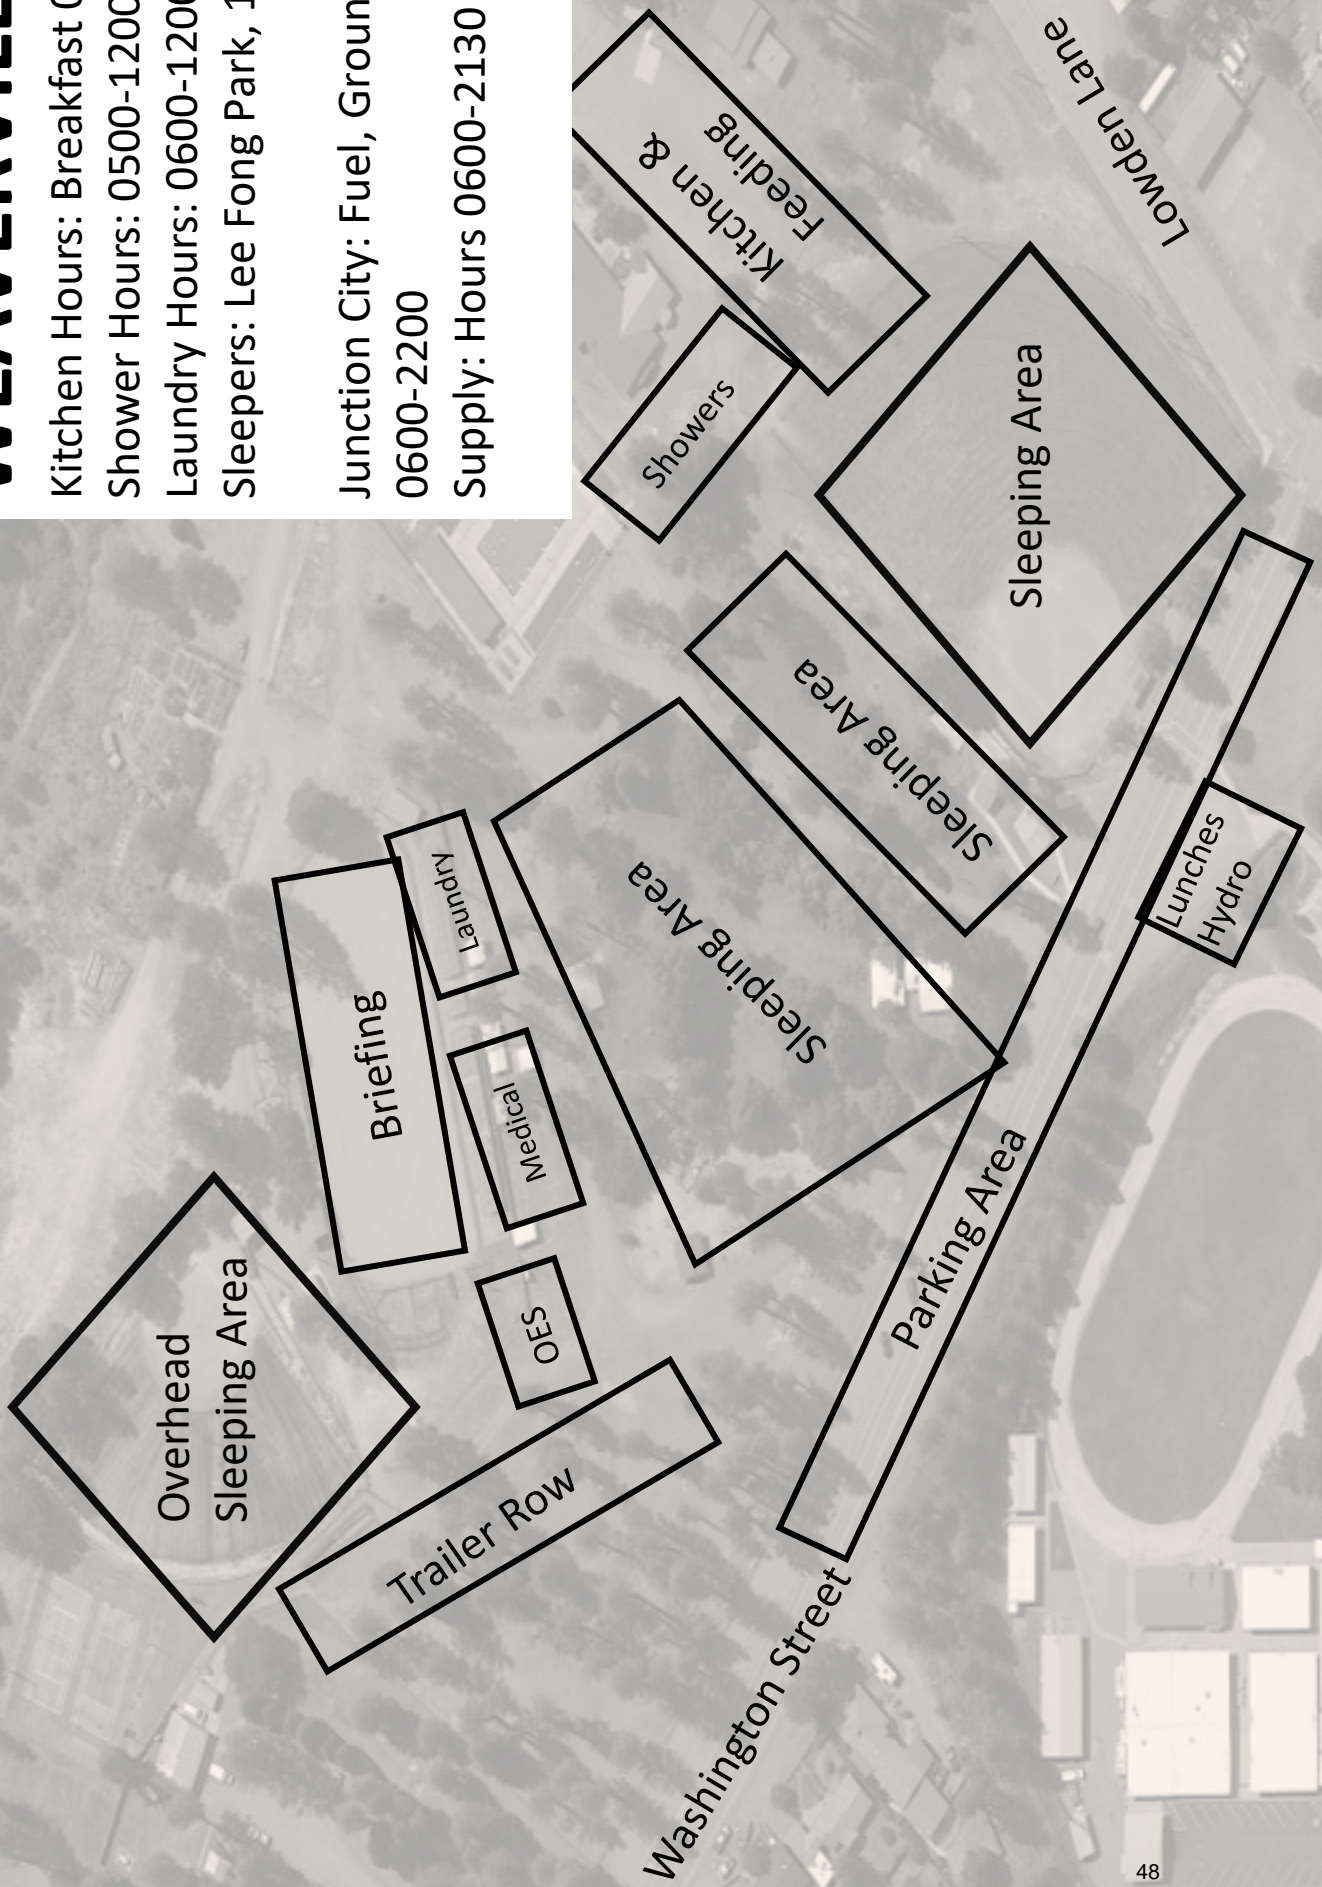 Kitchen Hours: Breakfast
Shower Hours: 0500-1200
Laundry Hours: 0600-1200
Sleepers: Lee Fong Park,
Junction City: Fuel,
0600-2200
Supply: Hours 0600-2130
Overhead
Sleeping Area
Trailer Row
Briefing
Laundry
Medical
OES
Showers
Kitchen &
Feeding
Sleeping Area
Sleeping Area
Sleeping Area
Lunches
Hydro
Parking Area
Washington Street
Lowden Lane
48